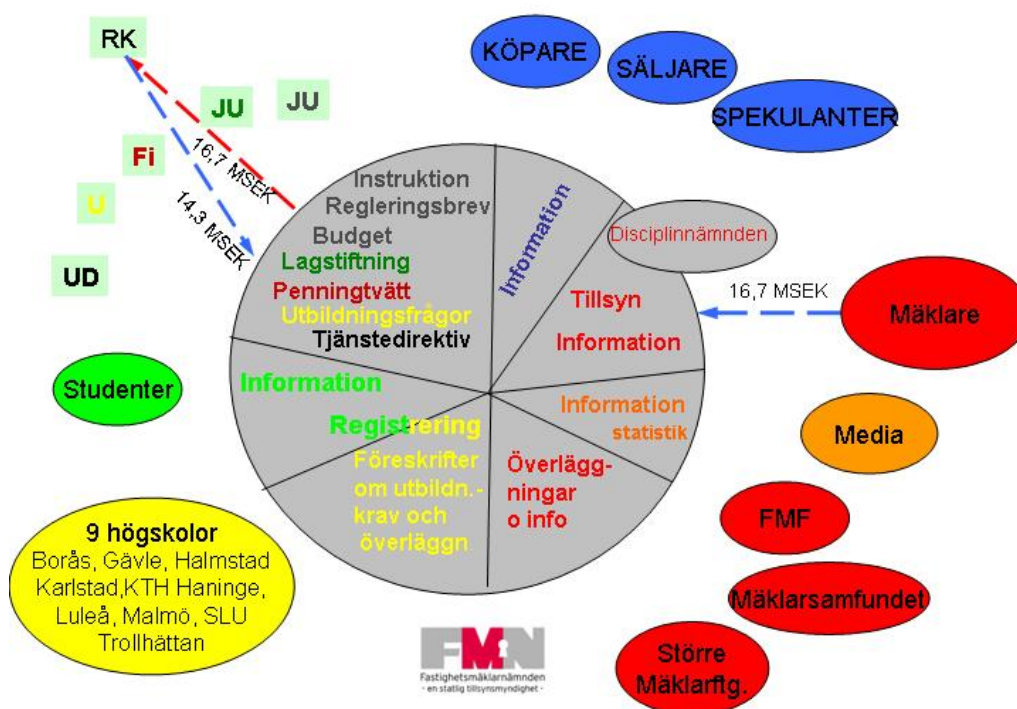 RK
JU
JU
Fi
U
UD
16,7 MSEK
14,3 MSEK
KÖPARE
SÄLJARE
SPEKULANTER
Instruktion
Regleringsbrev
Budget
Lagstiftning
Penningtvätt
Utbildningsfrågor
Tjänstedirektiv
Information
Disciplinnämnden
Tillsyn
Information
16,7 MSEK
Mäklare
Studenter
Information
Registrering
Information
statistik
Media
Föreskrifter
om utbildn.-
krav och
överläggn
Överlägg-
ningar
o info
FMF
Mäklarsamfundet
Större
Mäklarftg.
9 högskolor
Borås, Gävle, Halmstad
Karlstad,KTH Haninge,
Luleå, Malmö, SLU
Trollhättan
FMN
Fastighetsmäklarnämnden
- en statlig tillsynsmyndighet -